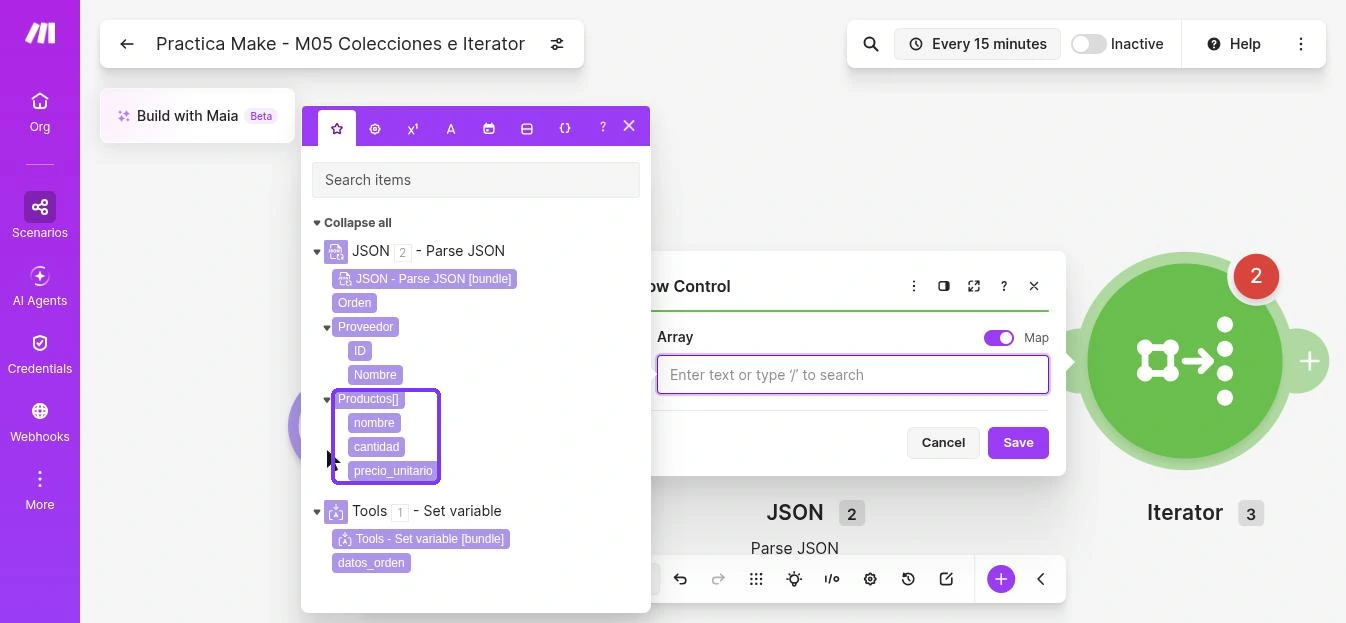 Practica Make - M05 Colecciones e Iterator
Every 15 minutes
Inactive
Help
Org
Scenarios
AI Agents
Credentials
Webhooks
More
Build with Maia Beta
x¹ A {} ?
Search items
Collapse all
JSON 2 - Parse JSON
JSON - Parse JSON [bundle]
Orden
Proveedor
ID
Nombre
Productos[]
nombre
cantidad
precio_unitario
Tools 1 - Set variable
Tools - Set variable [bundle]
datos_orden
ow Control
?
Array
Map
Enter text or type ‘/’ to search
Cancel
Save
2
JSON 2
Parse JSON
Iterator 3